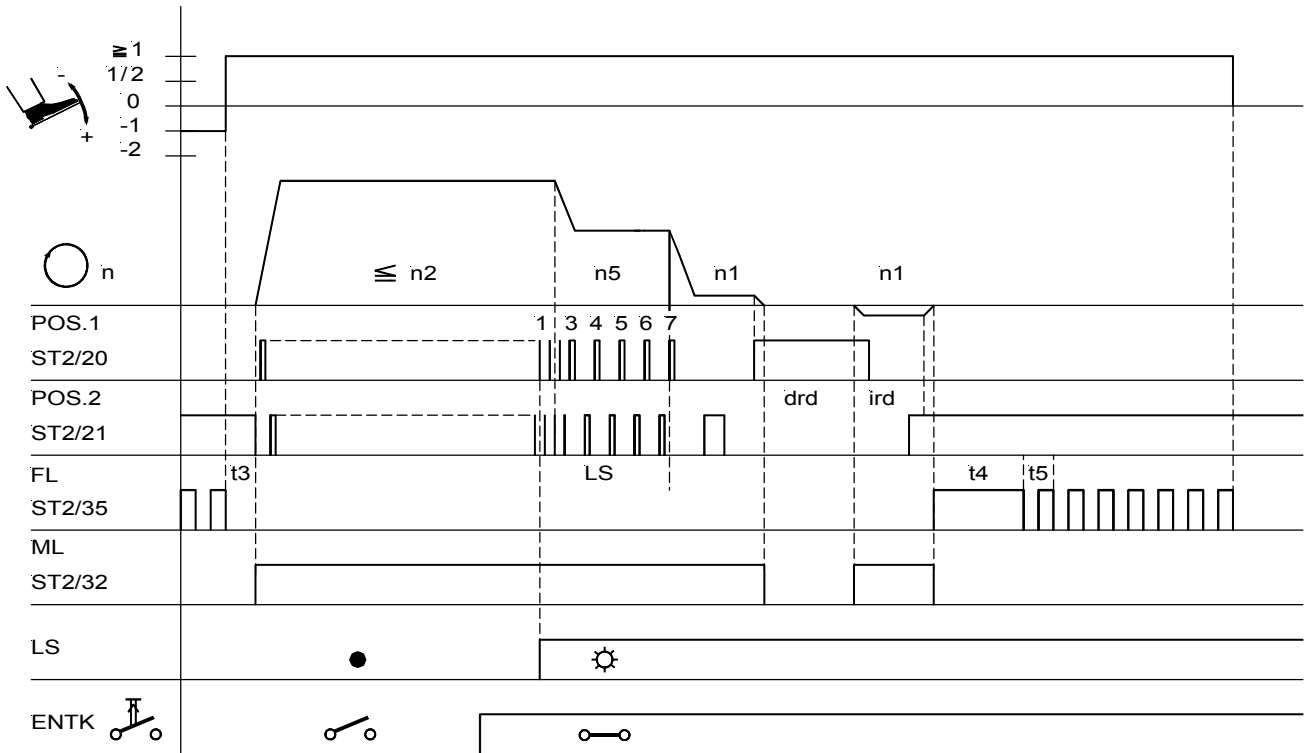 ≧ 1
1/2
0
-1
-2
-
+
n
≦ n2
n5
n1
n1
POS.1
1 3 4 5 6 7
ST2/20
POS.2
drd
ird
ST2/21
FL
t3
LS
t4
t5
ST2/35
ML
ST2/32
LS
ENTK